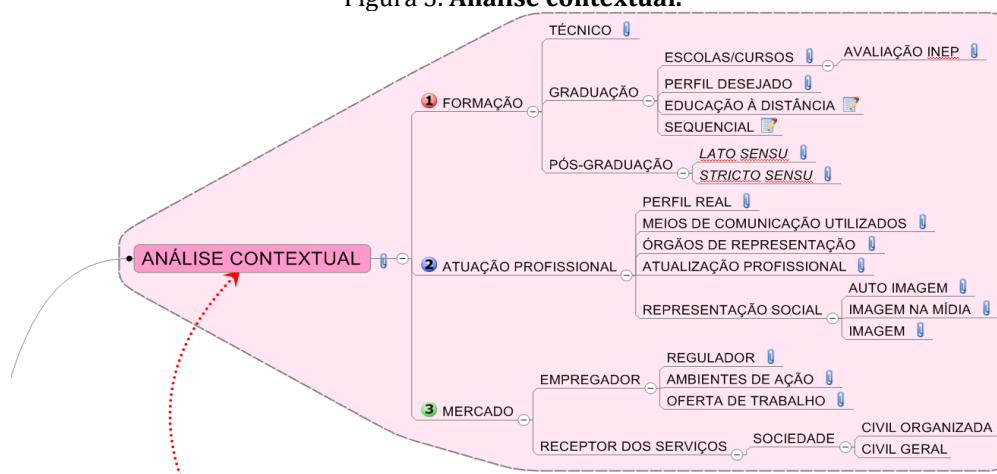 Figura 3. Análise contextual.
TÉCNICO
ESCOLAS/CURSOS
AVALIAÇÃO INEP
GRADUAÇÃO
PERFIL DESEJADO
1 FORMAÇÃO
EDUCAÇÃO À DISTÂNCIA
SEQUENCIAL
PÓS-GRADUAÇÃO
LATO SENSU
STRICTO SENSU
PERFIL REAL
MEIOS DE COMUNICAÇÃO UTILIZADOS
ÓRGÃOS DE REPRESENTAÇÃO
ANÁLISE CONTEXTUAL
2 ATUAÇÃO PROFISSIONAL
ATUALIZAÇÃO PROFISSIONAL
AUTO IMAGEM
REPRESENTAÇÃO SOCIAL
IMAGEM NA MÍDIA
IMAGEM
REGULADOR
EMPREGADOR
AMBIENTES DE AÇÃO
OFERTA DE TRABALHO
3 MERCADO
RECEPTOR DOS SERVIÇOS
SOCIEDADE
CIVIL ORGANIZADA
CIVIL GERAL